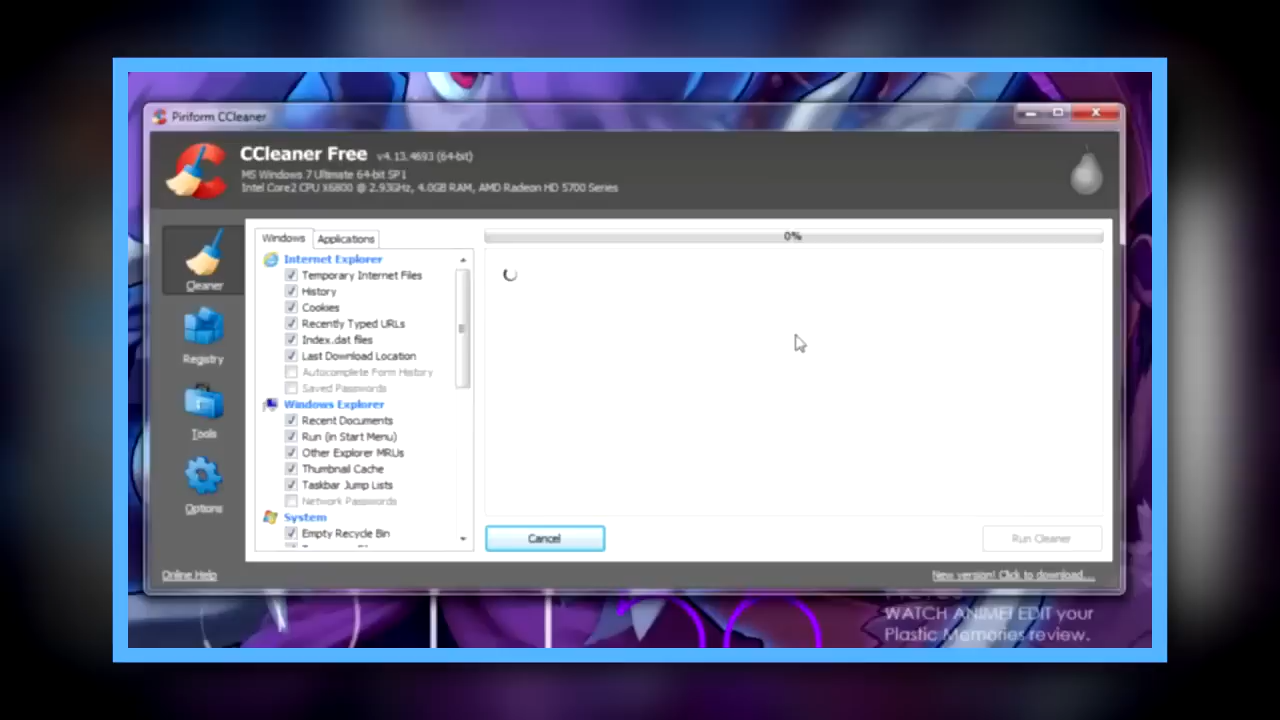 Piriform CCleaner
CCleaner Free v4.13.4693 (64-bit)
MS Windows 7 Ultimate 64-bit SP1
Intel Core2 CPU X6800 @ 2.93GHz, 4.0GB RAM, AMD Radeon HD 5700 Series
Cleaner
Registry
Tools
Options
Windows Applications
Internet Explorer
Temporary Internet Files
History
Cookies
Recently Typed URLs
Index.dat files
Last Download Location
Autocomplete Form History
Saved Passwords
Windows Explorer
Recent Documents
Run (in Start Menu)
Other Explorer MRUs
Thumbnail Cache
Taskbar Jump Lists
Network Passwords
System
Empty Recycle Bin
0%
Cancel
Run Cleaner
Online Help
New version! Click to download...
WATCH ANIME! EDIT your
Plastic Memories review.